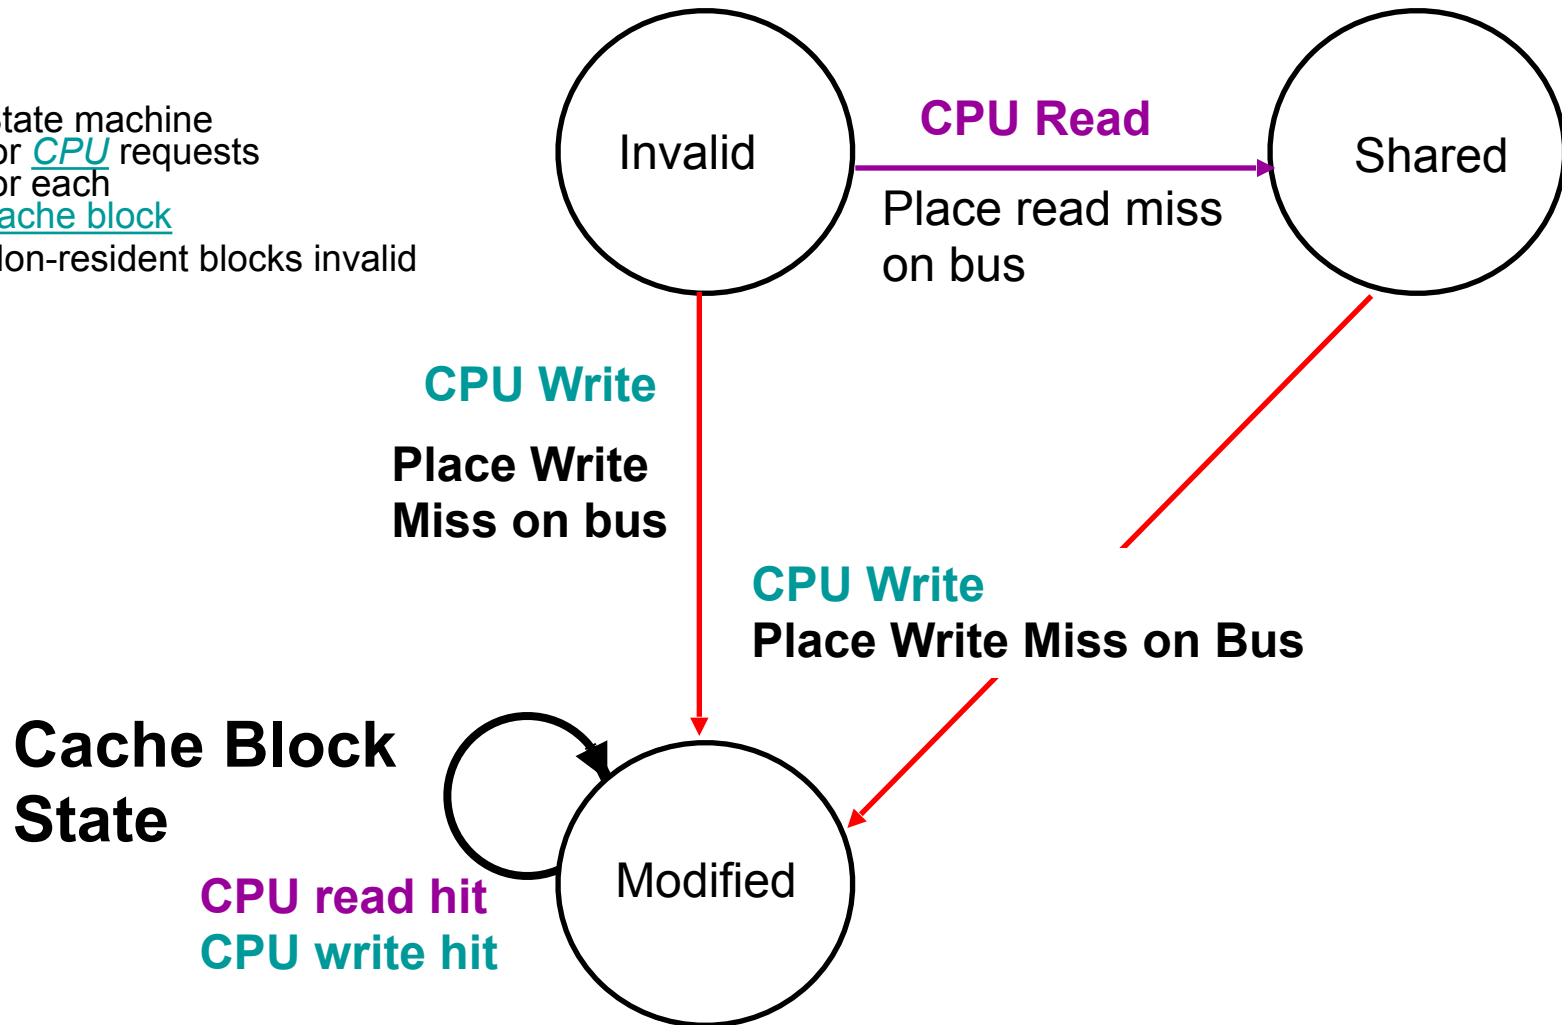 tate machine
or CPU requests
or each
ache block
on-resident blocks invalid
Invalid
CPU Read
Place read miss
on bus
Shared
CPU Write
Place Write
Miss on bus
CPU Write
Place Write Miss on Bus
Cache Block
State
CPU read hit
CPU write hit
Modified